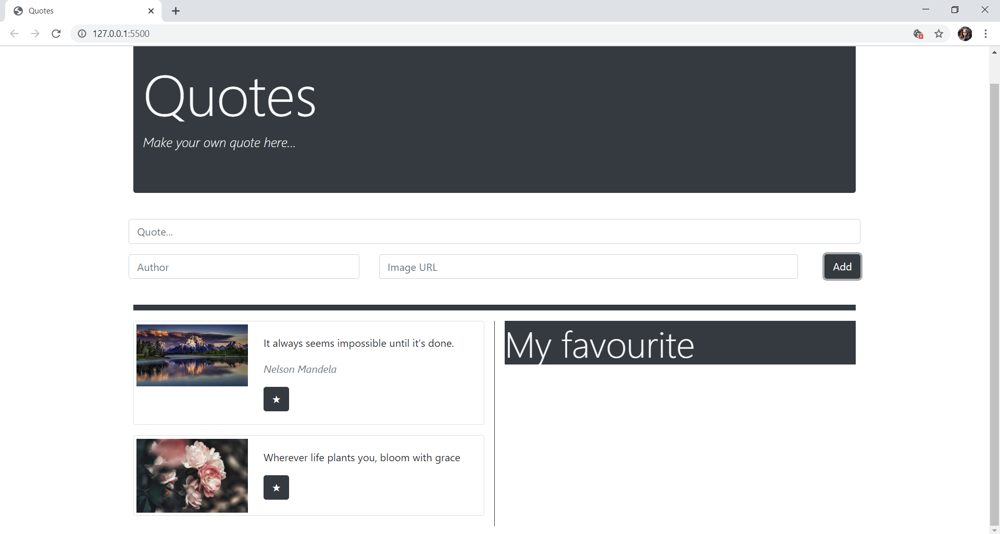 Quotes
127.0.0.1:5500
Quotes
Make your own quote here...
Quote...
Author
Image URL
Add
It always seems impossible until it’s done.
Nelson Mandela
★
My favourite
Wherever life plants you, bloom with grace
★